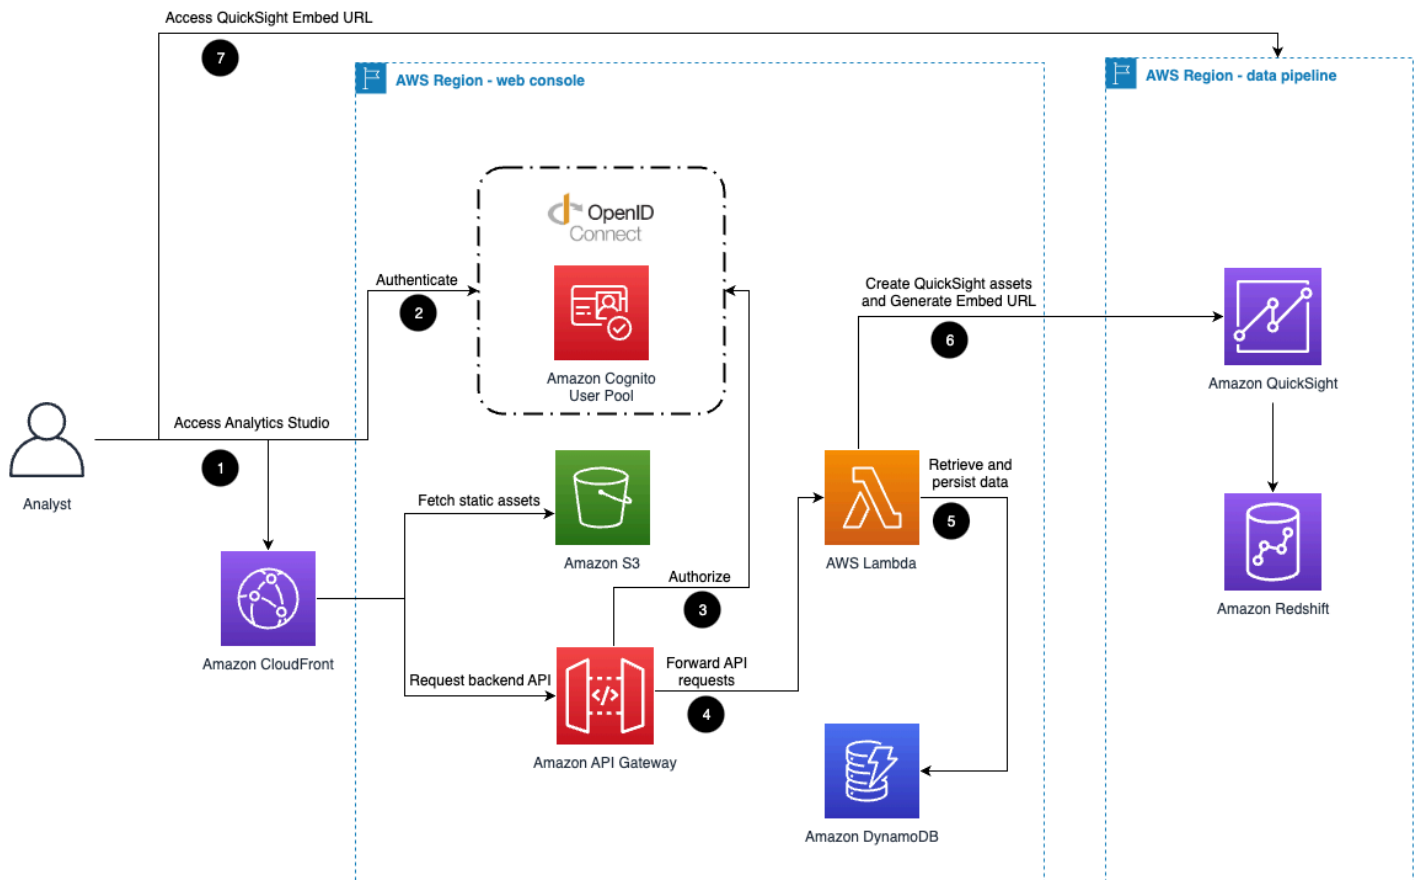 Access QuickSight Embed URL
7
AWS Region - web console
AWS Region - data pipeline
OpenID
Connect
Authenticate
2
Amazon Cognito
User Pool
Create QuickSight assets
and Generate Embed URL
6
Amazon QuickSight
Access Analytics Studio
1
Analyst
Fetch static assets
Amazon S3
Retrieve and
persist data
5
AWS Lambda
Authorize
3
Amazon Redshift
Amazon CloudFront
Request backend API
Forward API
requests
4
Amazon API Gateway
Amazon DynamoDB